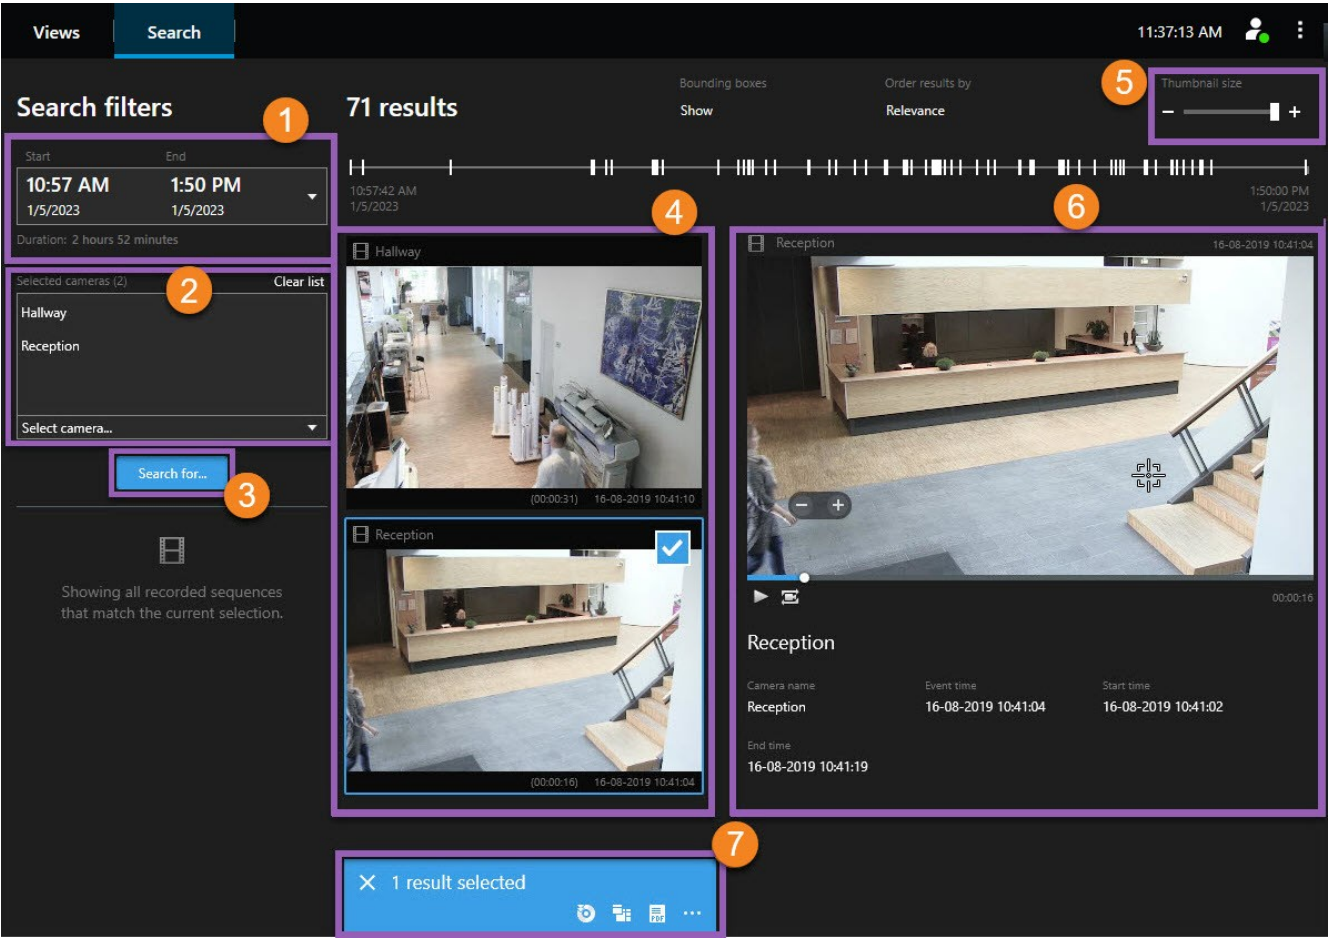 Views
Search
11:37:13 AM
Search filters
1
71 results
Bounding boxes
Show
Order results by
Relevance
5
Thumbnail size
Start
End
10:57 AM
1:50 PM
1/5/2023
1/5/2023
Duration: 2 hours 52 minutes
10:57:42 AM
1/5/2023
1:50:00 PM
1/5/2023
4
6
2
Selected cameras (2)
Clear list
Hallway
Reception
Select camera...
Search for...
3
Showing all recorded sequences
that match the current selection.
Hallway
(00:00:31)
16-08-2019 10:41:10
Reception
(00:00:16)
16-08-2019 10:41:04
Reception
16-08-2019 10:41:04
00:00:16
Reception
Camera name
Reception
Event time
16-08-2019 10:41:04
Start time
16-08-2019 10:41:02
End time
16-08-2019 10:41:19
7
1 result selected
PDF